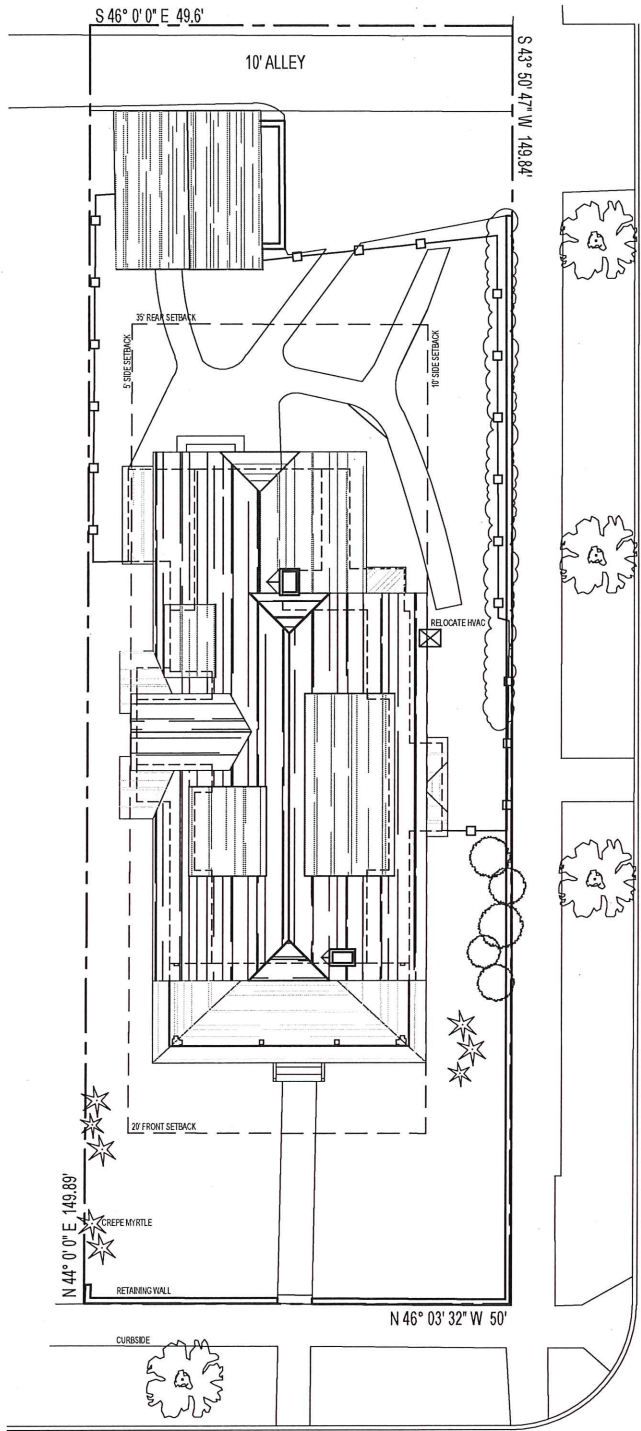 S 46° 0' 0" E 49.6'
10' ALLEY
S 43° 50' 47" W 149.84'
35' REAR SETBACK
5' SIDE SETBACK
10' SIDE SETBACK
RELOCATE HVAC
20' FRONT SETBACK
N 44° 0' 0" E 149.89'
CREPE MYRTLE
RETAINING WALL
N 46° 03' 32" W 50'
CURBSIDE